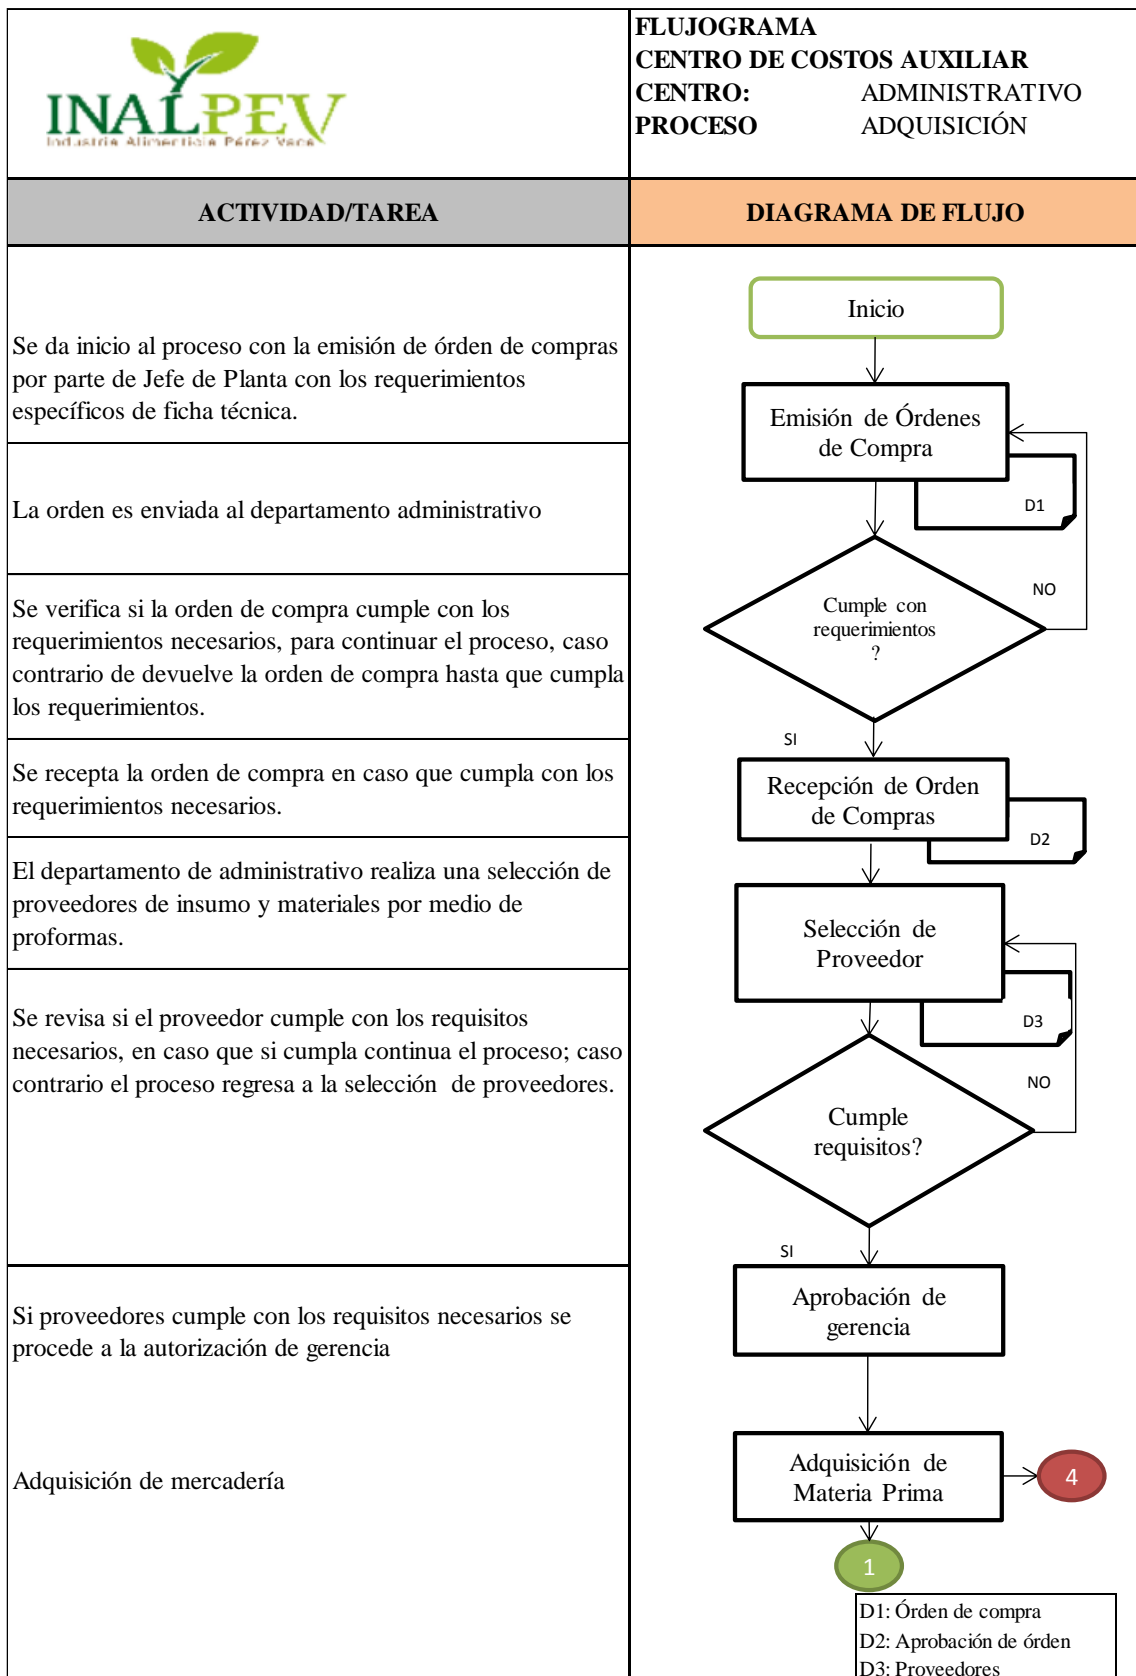 INALPEV
Industria Alimenticia Pérez Vaca
FLUJOGRAMA
CENTRO DE COSTOS AUXILIAR
CENTRO: ADMINISTRATIVO
PROCESO ADQUISICIÓN
ACTIVIDAD/TAREA
DIAGRAMA DE FLUJO
Se da inicio al proceso con la emisión de órden de compras
por parte de Jefe de Planta con los requerimientos
específicos de ficha técnica.
La orden es enviada al departamento administrativo
Se verifica si la orden de compra cumple con los
requerimientos necesarios, para continuar el proceso, caso
contrario de devuelve la orden de compra hasta que cumpla
los requerimientos.
Se recepta la orden de compra en caso que cumpla con los
requerimientos necesarios.
El departamento de administrativo realiza una selección de
proveedores de insumo y materiales por medio de
proformas.
Se revisa si el proveedor cumple con los requisitos
necesarios, en caso que si cumpla continua el proceso; caso
contrario el proceso regresa a la selección de proveedores.
Si proveedores cumple con los requisitos necesarios se
procede a la autorización de gerencia
Adquisición de mercadería
Inicio
Emisión de Órdenes
de Compra
D1
Cumple con
requerimientos
?
NO
SI
Recepción de Orden
de Compras
D2
Selección de
Proveedor
D3
NO
Cumple
requisitos?
SI
Aprobación de
gerencia
Adquisición de
Materia Prima
4
1
D1: Órden de compra
D2: Aprobación de órden
D3: Proveedores